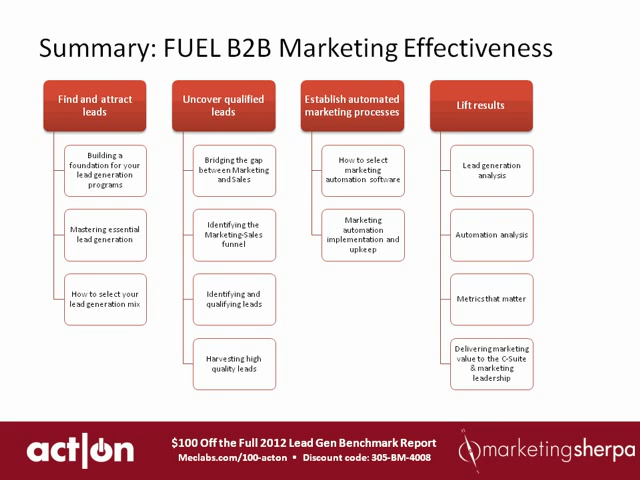 Summary: FUEL B2B Marketing Effectiveness
Find and attract
leads
Building a
foundation for your
lead generation
programs
Mastering essential
lead generation
How to select your
lead generation mix
Uncover qualified
leads
Bridging the gap
between Marketing
and Sales
Identifying the
Marketing-Sales
funnel
Identifying and
qualifying leads
Harvesting high
quality leads
Establish automated
marketing processes
How to select
marketing
automation software
Marketing
automation
implementation and
upkeep
Lift results
Lead generation
analysis
Automation analysis
Metrics that matter
Delivering marketing
value to the C-Suite
& marketing
leadership
act|on
$100 Off the Full 2012 Lead Gen Benchmark Report
Meclabs.com/100-acton ▪ Discount code: 305-BM-4008
marketingsherpa